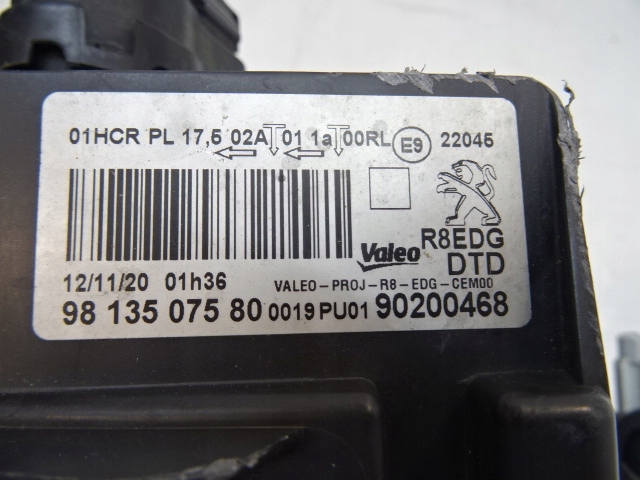 01HCR PL 17,5 02A 01 1a 00RL E9 22045
Valeo R8EDG
DTD
12/11/20 01h36 VALEO-PROJ-R8-EDG-CEM00
98 135 075 80 0019 PU01 90200468